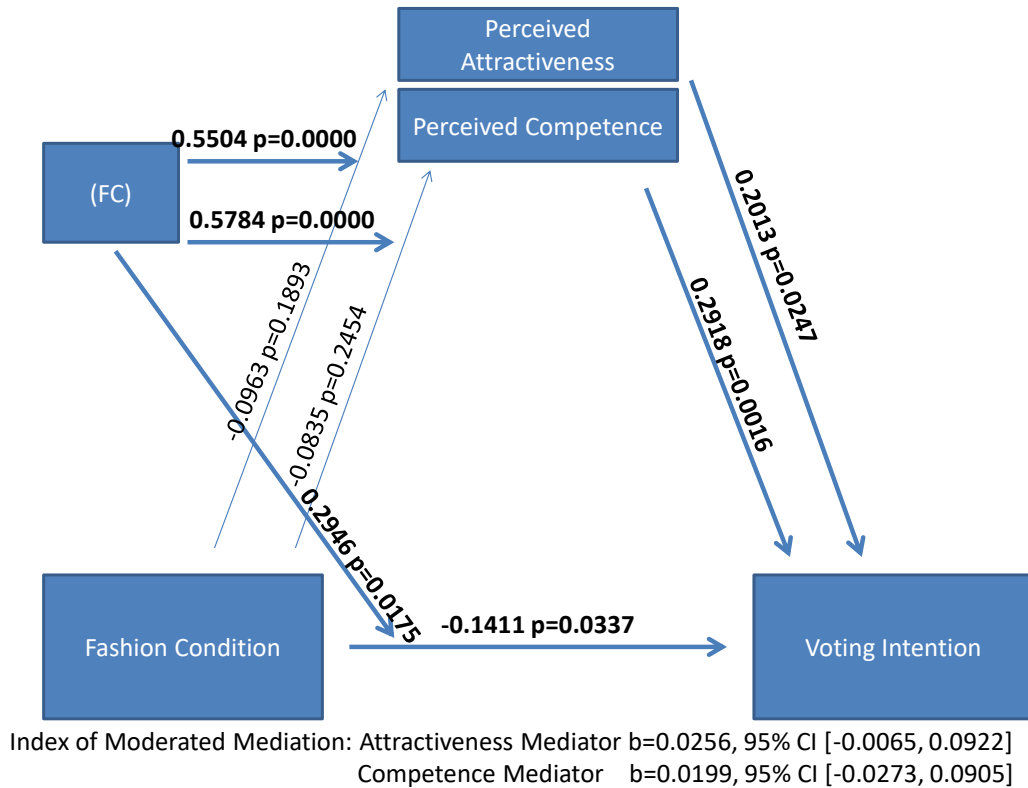 Perceived
Attractiveness
Perceived Competence
0.5504 p=0.0000
(FC)
0.5784 p=0.0000
-0.0963 p=0.1893
-0.0835 p=0.2454
0.2013 p=0.0247
0.2918 p=0.0016
0.2946 p=0.0175
Fashion Condition
-0.1411 p=0.0337
Voting Intention
Index of Moderated Mediation: Attractiveness Mediator b=0.0256, 95% CI [-0.0065, 0.0922]
Competence Mediator b=0.0199, 95% CI [-0.0273, 0.0905]